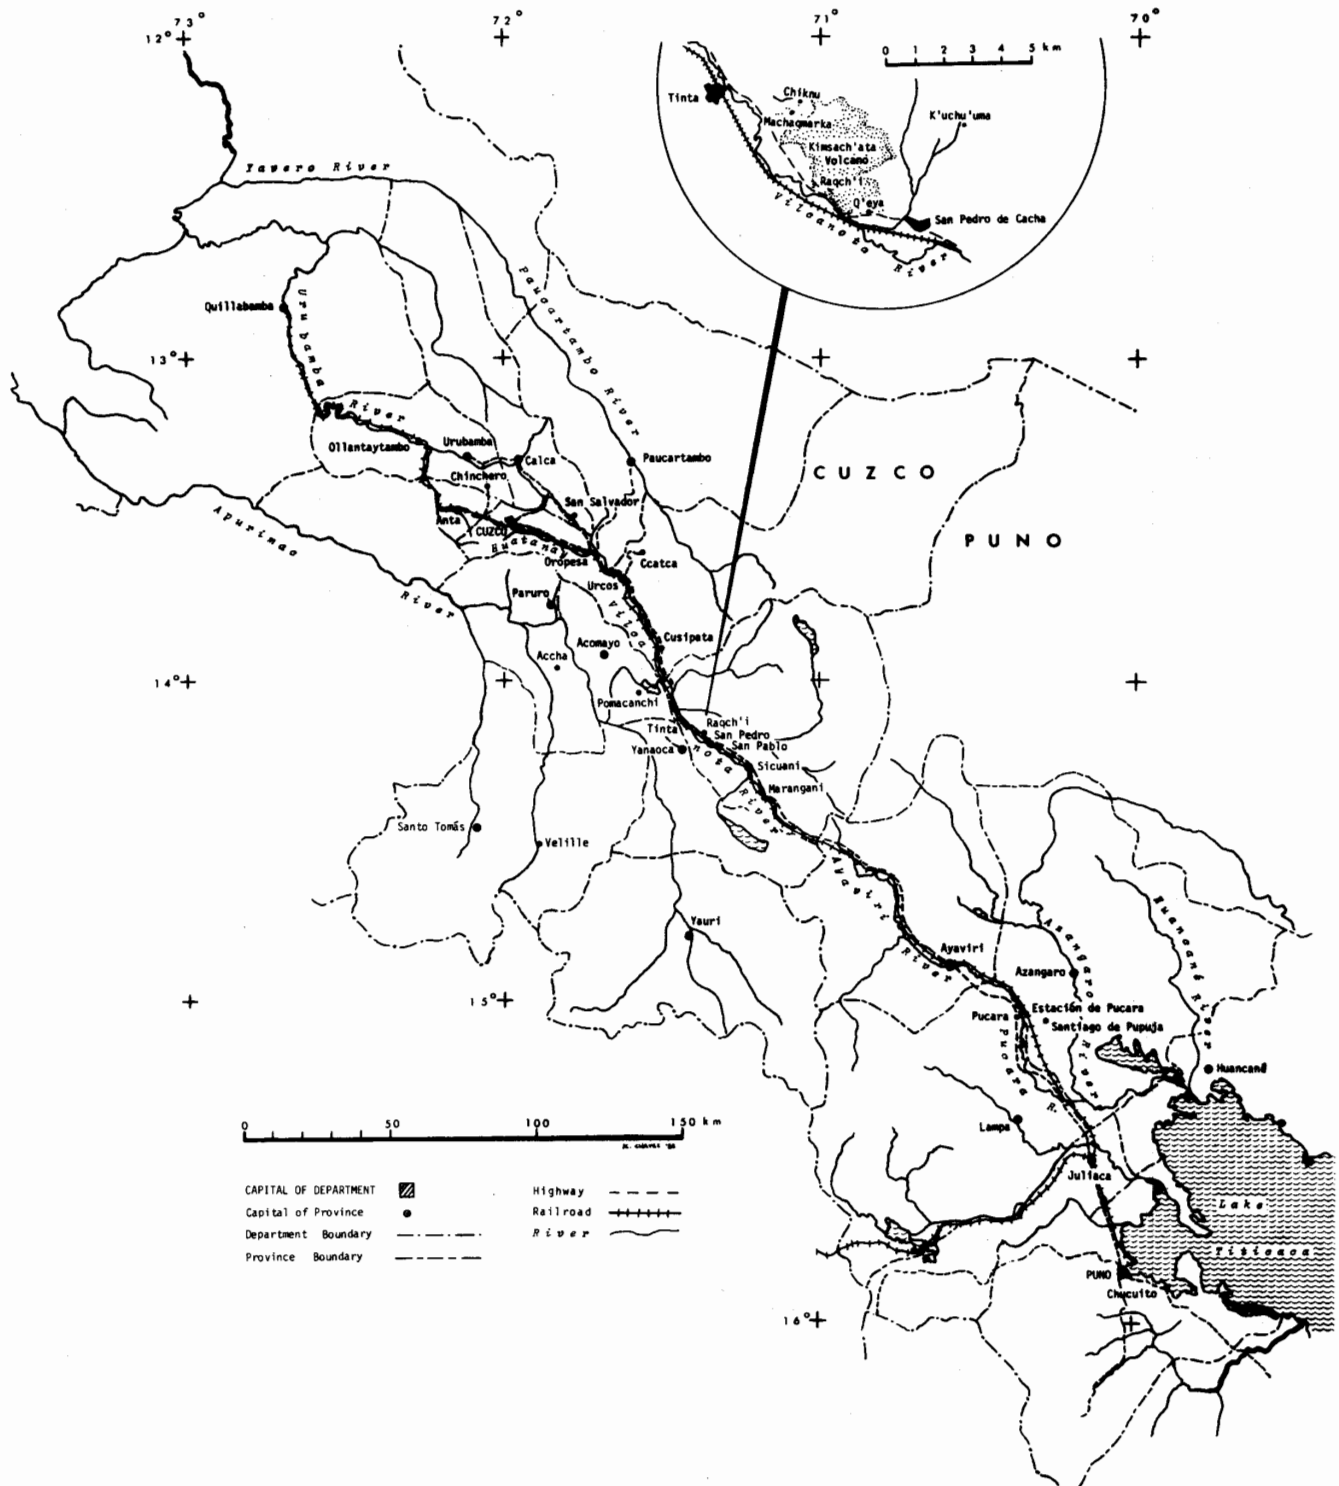 73°
72°
71°
70°
12°
0 1 2 3 4 5 km
Tinta
Chiknu
Machaqmarka
K'uchu'uma
Kimsach'ata
Volcano
Raqch'i
Q'eya
San Pedro de Cacha
Vilcanota River
Yavero River
Paucartambo River
Quillabamba
Urubamba River
13°
Ollantaytambo
Urubamba
Calca
Chinchero
Paucartambo
CUZCO
San Salvador
Anta
CUZCO
Huatanay
Apurimac River
PUNO
Oropesa
Ccatca
Urcos
Paruro
Vilcanota River
Cusipata
Acomayo
Accha
14°
Pomacanchi
Raqch'i
Tinta
San Pedro
San Pablo
Yanaoca
Sicuani
Marangani
Santo Tomás
Velille
Ayaviri River
Huancané River
Yauri
Azangaro River
Ayaviri
Azangaro
15°
Estación de Pucara
Pucara
Santiago de Pupuja
Pucara R.
Huancané
Lampa
0 50 100 150 km
Juliaca
Lake
Titicaca
CAPITAL OF DEPARTMENT
Capital of Province
Department Boundary
Province Boundary
Highway
Railroad
River
PUNO
Chucuito
16°